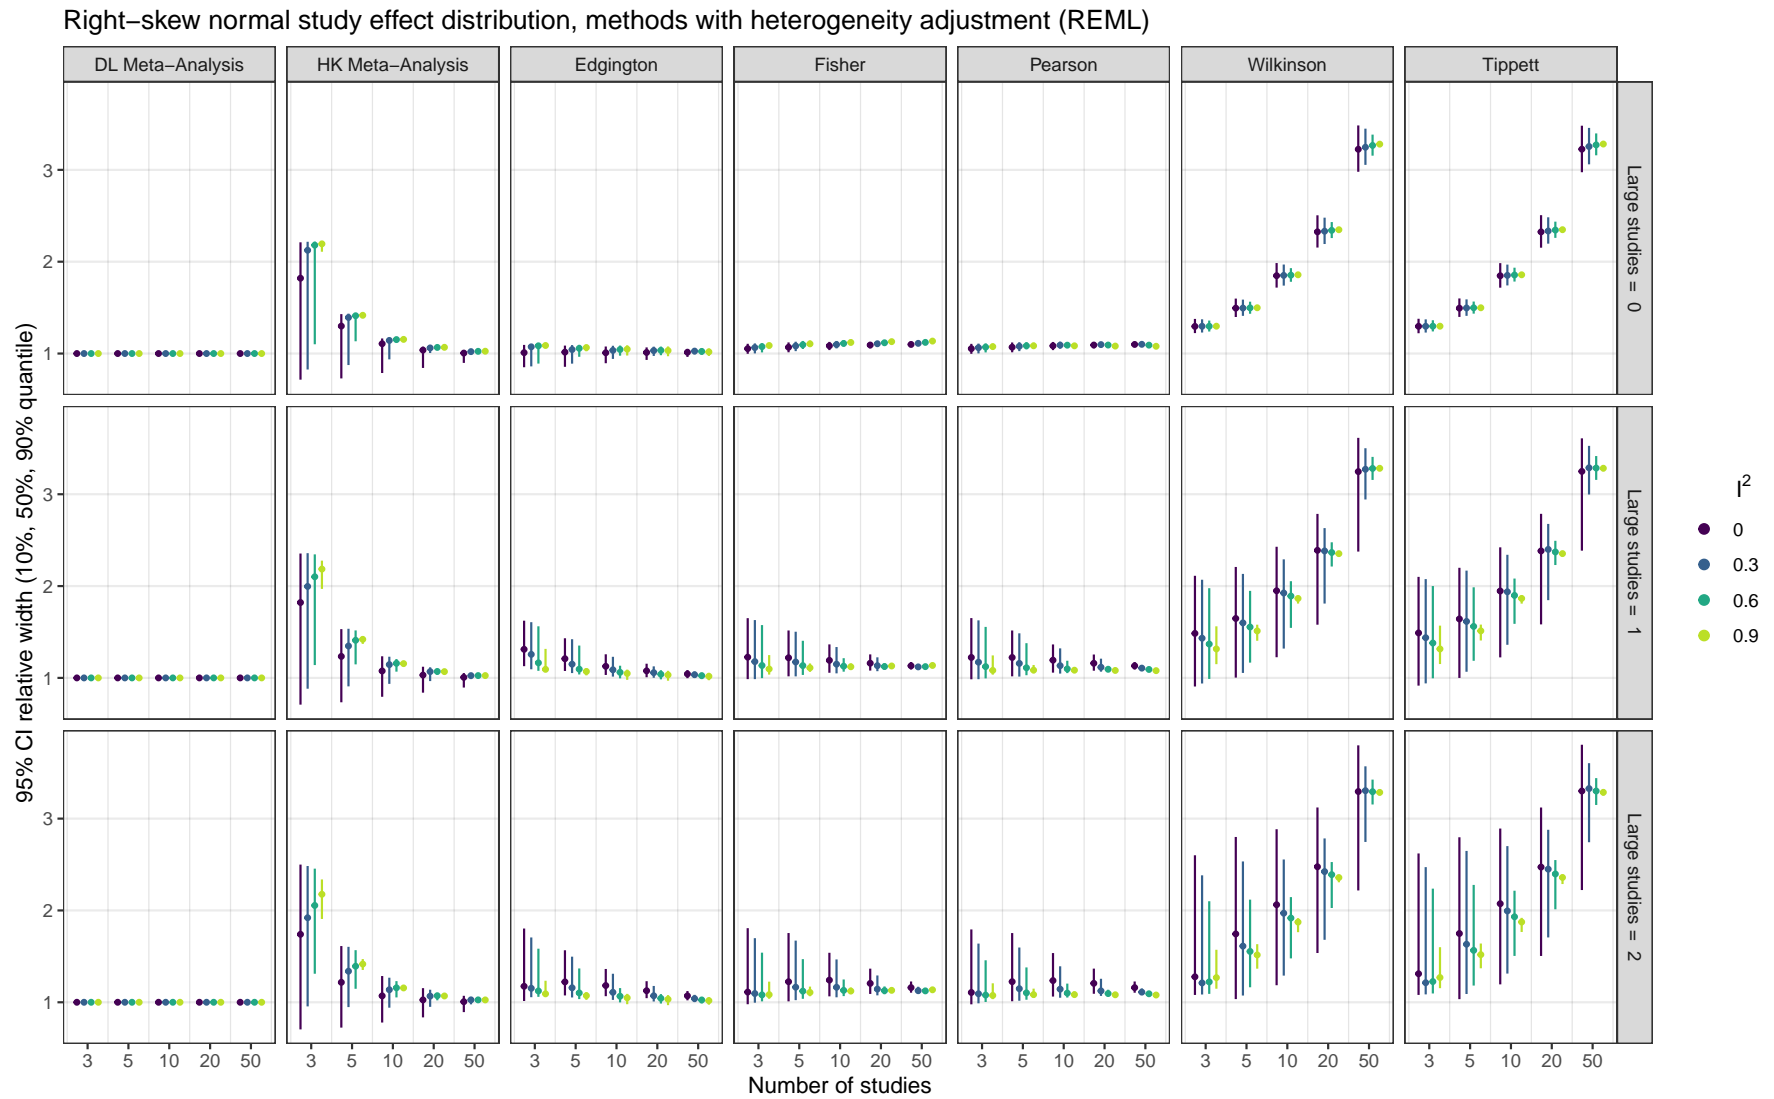 Right−skew normal study effect distribution, methods with heterogeneity adjustment (REML)
DL Meta−Analysis
HK Meta−Analysis
Edgington
Fisher
Pearson
Wilkinson
Tippett
95% CI relative width (10%, 50%, 90% quantile)
3
2
1
Large studies = 0
3
2
1
Large studies = 1
3
2
1
Large studies = 2
3 5 10 20 50
3 5 10 20 50
3 5 10 20 50
3 5 10 20 50
3 5 10 20 50
3 5 10 20 50
3 5 10 20 50
Number of studies
I²
0
0.3
0.6
0.9